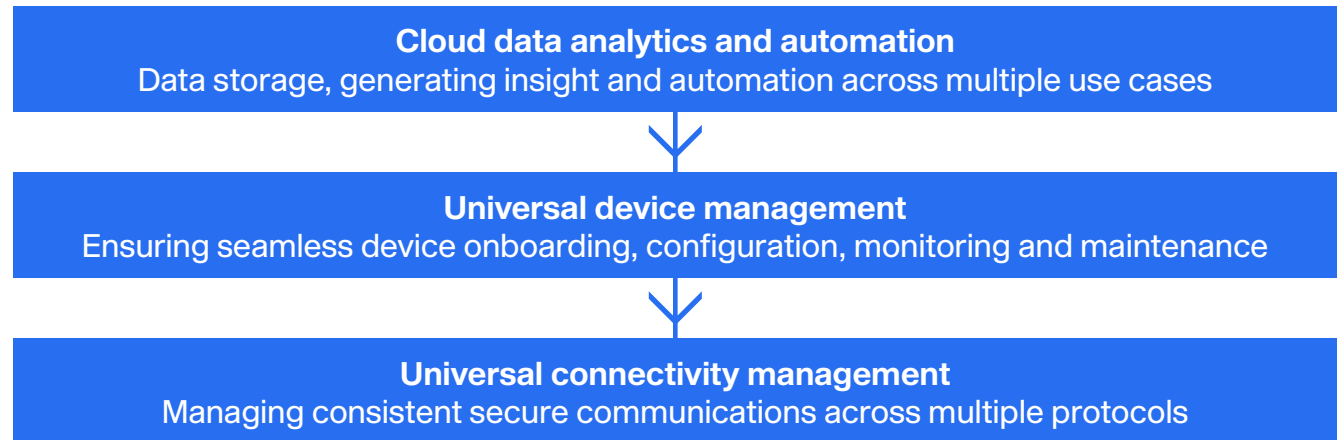 Cloud data analytics and automation
Data storage, generating insight and automation across multiple use cases
Universal device management
Ensuring seamless device onboarding, configuration, monitoring and maintenance
Universal connectivity management
Managing consistent secure communications across multiple protocols